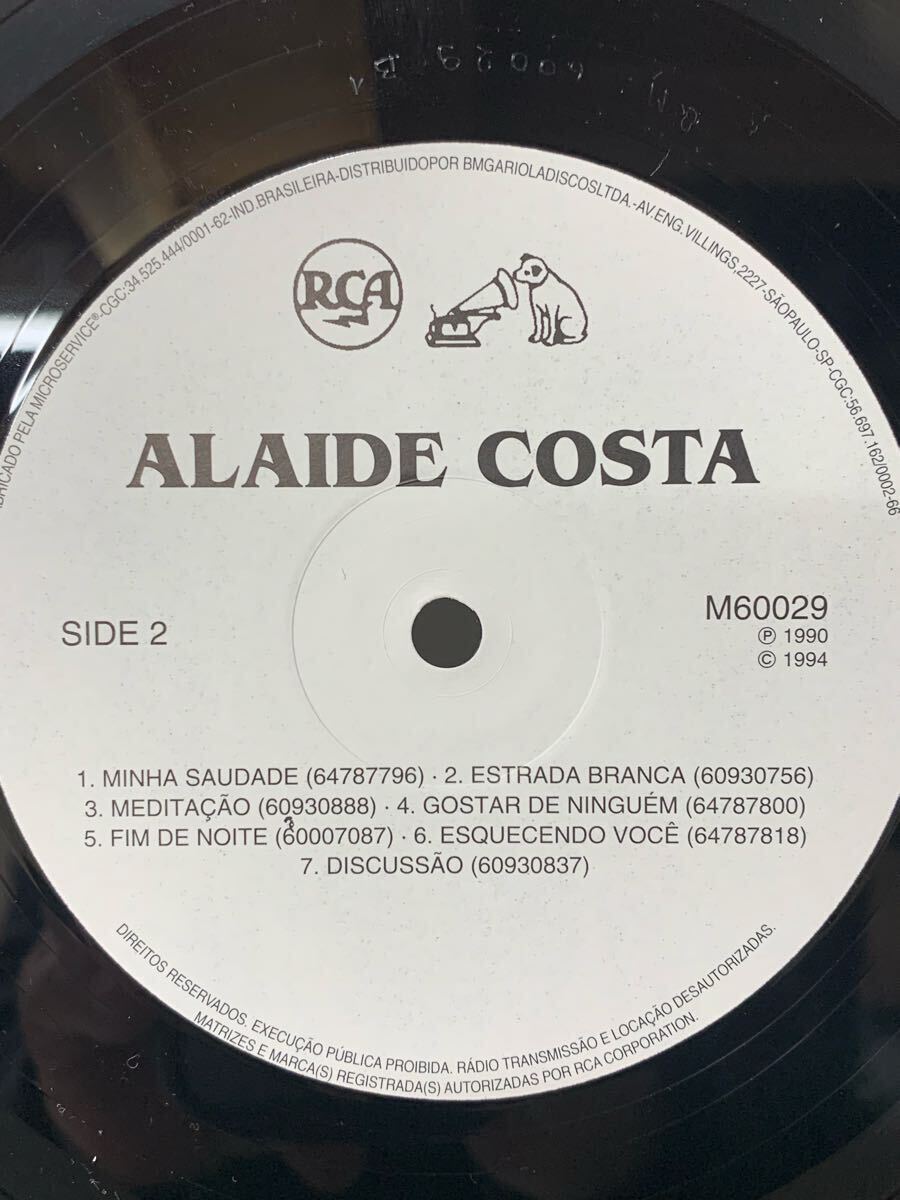 60029 B1
FABRICADO PELA MICROSERVICE®-CGC:34.525.444/0001-62-IND.BRASILEIRA-DISTRIBUIDOPOR BMGARIOLADISCOSLTDA.-AV.ENG.VILLINGS,2227-SÃOPAULO-SP-CGC:56.697.162/0002-66
RCA
ALAIDE COSTA
SIDE 2
M60029
Ⓟ 1990
© 1994
1. MINHA SAUDADE (64787796) · 2. ESTRADA BRANCA (60930756)
3. MEDITAÇÃO (60930888) · 4. GOSTAR DE NINGUÉM (64787800)
5. FIM DE NOITE (60007087) · 6. ESQUECENDO VOCÊ (64787818)
7. DISCUSSÃO (60930837)
DIREITOS RESERVADOS. EXECUÇÃO PÚBLICA PROIBIDA. RÁDIO TRANSMISSÃO E LOCAÇÃO DESAUTORIZADAS.
MATRIZES E MARCA(S) REGISTRADA(S) AUTORIZADAS POR RCA CORPORATION.